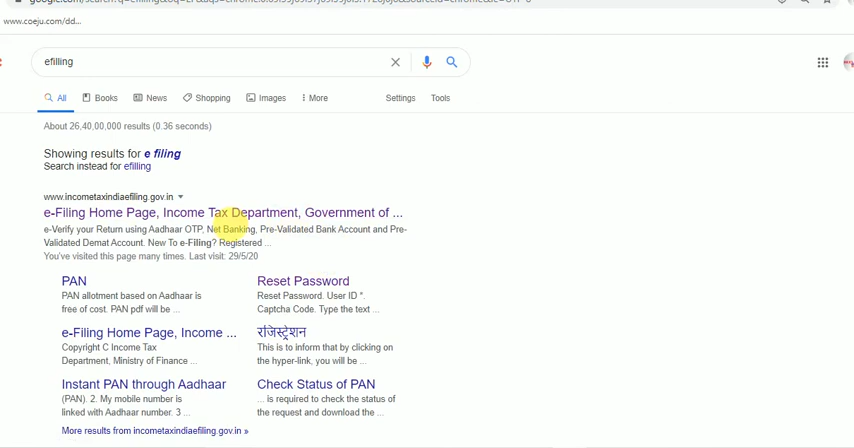 www.coeju.com/dd...
efilling
All Books News Shopping Images More Settings Tools
About 26,40,00,000 results (0.36 seconds)
Showing results for e filing
Search instead for efilling
www.incometaxindiaefiling.gov.in
e-Filing Home Page, Income Tax Department, Government of ...
e-Verify your Return using Aadhaar OTP, Net Banking, Pre-Validated Bank Account and Pre-
Validated Demat Account. New To e-Filing? Registered ...
You've visited this page many times. Last visit: 29/5/20
PAN
PAN allotment based on Aadhaar is
free of cost. PAN pdf will be ...
Reset Password
Reset Password. User ID *.
Captcha Code. Type the text ...
e-Filing Home Page, Income ...
Copyright C Income Tax
Department, Ministry of Finance ...
रजिस्ट्रेशन
This is to inform that by clicking on
the hyper-link, you will be ...
Instant PAN through Aadhaar
(PAN). 2. My mobile number is
linked with Aadhaar number. 3 ...
Check Status of PAN
... is required to check the status of
the request and download the ...
More results from incometaxindiaefiling.gov.in »